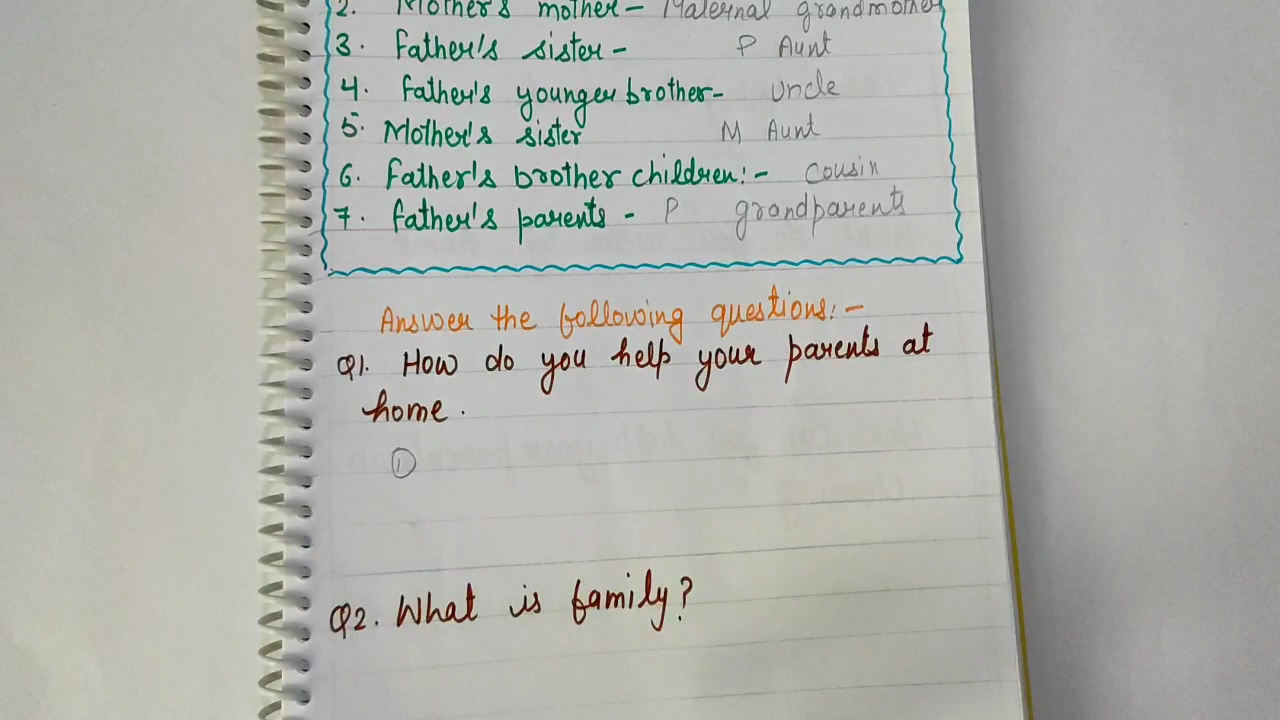 2. Mother's mother - Maternal grandmother
3. Father's sister - P Aunt
4. Father's younger brother- Uncle
5. Mother's sister M Aunt
6. Father's brother children:- Cousin
7. Father's parents - P grandparents
Answer the following questions:-
Q1. How do you help your parents at
home.
①
Q2. What is family?